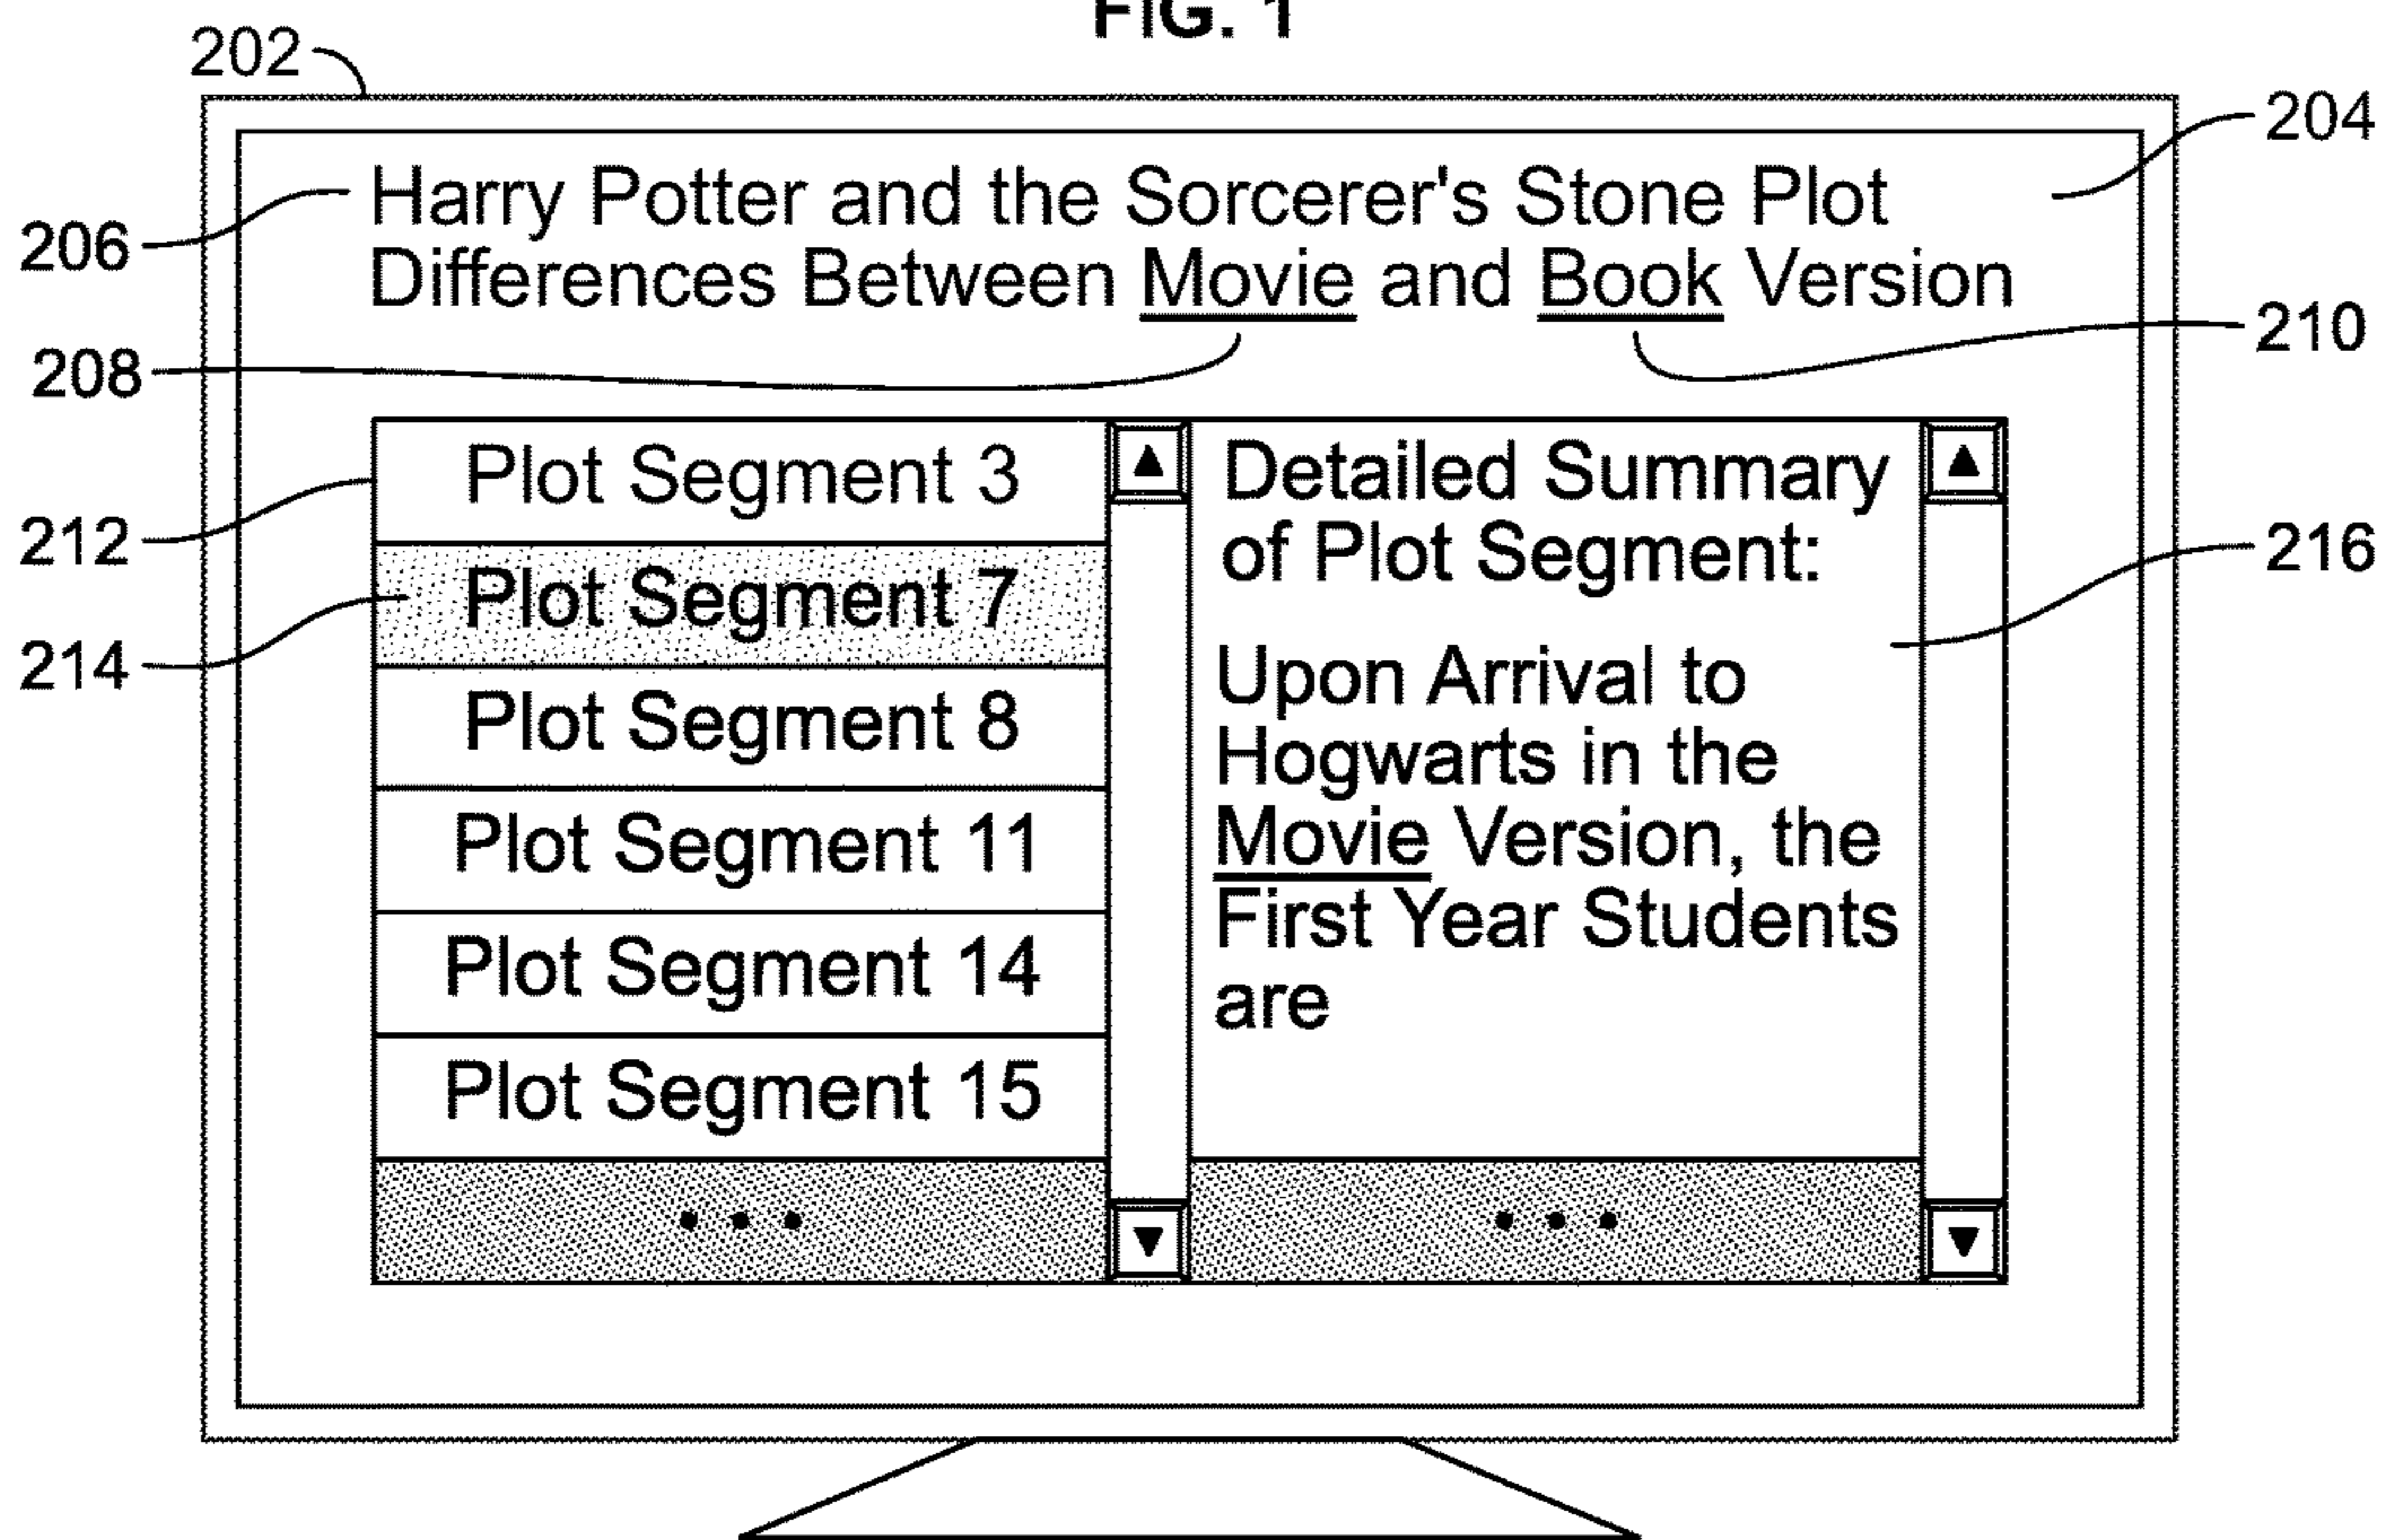 FIG. 1
202
204
206
Harry Potter and the Sorcerer's Stone Plot
Differences Between Movie and Book Version
208
210
212
214
216
Plot Segment 3
Plot Segment 7
Plot Segment 8
Plot Segment 11
Plot Segment 14
Plot Segment 15
• • •
▲
▼
Detailed Summary
of Plot Segment:
Upon Arrival to
Hogwarts in the
Movie Version, the
First Year Students
are
• • •
▲
▼